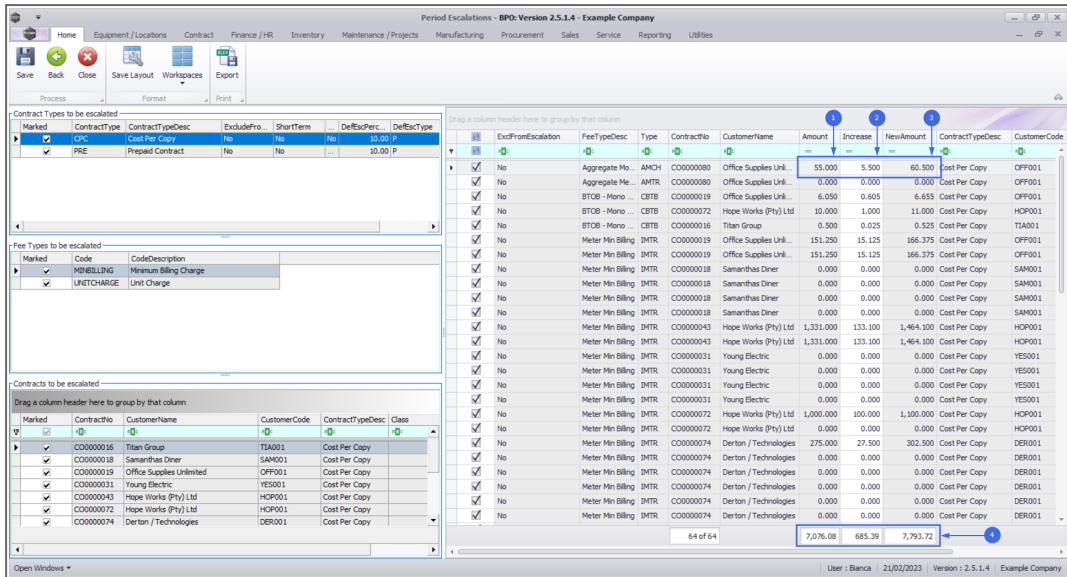 Period Escalations - BPO: Version 2.5.1.4 - Example Company
Home Equipment / Locations Contract Finance / HR Inventory Maintenance / Projects Manufacturing Procurement Sales Service Reporting Utilities
Save Back Close Save Layout Workspaces Export
Process Format Print
Contract Types to be escalated
Marked ContractType ContractTypeDesc ExcludeFro... ShortTerm ... DefEscPerc... DefEscType
CPC Cost Per Copy No No No 10.00 P
PRE Prepaid Contract No No ... 10.00 P
Fee Types to be escalated
Marked Code CodeDescription
MINBILLING Minimum Billing Charge
UNITCHARGE Unit Charge
Contracts to be escalated
Drag a column header here to group by that column
Marked ContractNo CustomerName CustomerCode ContractTypeDesc Class
CO0000016 Titan Group TIA001 Cost Per Copy
CO0000018 Samanthas Diner SAM001 Cost Per Copy
CO0000019 Office Supplies Unlimited OFF001 Cost Per Copy
CO0000031 Young Electric YES001 Cost Per Copy
CO0000043 Hope Works (Pty) Ltd HOP001 Cost Per Copy
CO0000072 Hope Works (Pty) Ltd HOP001 Cost Per Copy
CO0000074 Derton / Technologies DER001 Cost Per Copy
Drag a column header here to group by that column
1 2 3
ExclFromEscalation FeeTypeDesc Type ContractNo CustomerName Amount Increase NewAmount ContractTypeDesc CustomerCode
No Aggregate Mo... AMCH CO0000080 Office Supplies Unli... 55.000 5.500 60.500 Cost Per Copy OFF001
No Aggregate Me... AMTR CO0000080 Office Supplies Unli... 0.000 0.000 0.000 Cost Per Copy OFF001
No BTOB - Mono ... CBTB CO0000019 Office Supplies Unli... 6.050 0.605 6.655 Cost Per Copy OFF001
No BTOB - Mono ... CBTB CO0000072 Hope Works (Pty) Ltd 10.000 1.000 11.000 Cost Per Copy HOP001
No BTOB - Mono ... CBTB CO0000016 Titan Group 0.500 0.025 0.525 Cost Per Copy TIA001
No Meter Min Billing IMTR CO0000019 Office Supplies Unli... 151.250 15.125 166.375 Cost Per Copy OFF001
No Meter Min Billing IMTR CO0000019 Office Supplies Unli... 151.250 15.125 166.375 Cost Per Copy OFF001
No Meter Min Billing IMTR CO0000018 Samanthas Diner 0.000 0.000 0.000 Cost Per Copy SAM001
No Meter Min Billing IMTR CO0000018 Samanthas Diner 0.000 0.000 0.000 Cost Per Copy SAM001
No Meter Min Billing IMTR CO0000018 Samanthas Diner 0.000 0.000 0.000 Cost Per Copy SAM001
No Meter Min Billing IMTR CO0000018 Samanthas Diner 0.000 0.000 0.000 Cost Per Copy SAM001
No Meter Min Billing IMTR CO0000043 Hope Works (Pty) Ltd 1,331.000 133.100 1,464.100 Cost Per Copy HOP001
No Meter Min Billing IMTR CO0000043 Hope Works (Pty) Ltd 1,331.000 133.100 1,464.100 Cost Per Copy HOP001
No Meter Min Billing IMTR CO0000031 Young Electric 0.000 0.000 0.000 Cost Per Copy YES001
No Meter Min Billing IMTR CO0000031 Young Electric 0.000 0.000 0.000 Cost Per Copy YES001
No Meter Min Billing IMTR CO0000031 Young Electric 0.000 0.000 0.000 Cost Per Copy YES001
No Meter Min Billing IMTR CO0000031 Young Electric 0.000 0.000 0.000 Cost Per Copy YES001
No Meter Min Billing IMTR CO0000072 Hope Works (Pty) Ltd 1,000.000 100.000 1,100.000 Cost Per Copy HOP001
No Meter Min Billing IMTR CO0000072 Hope Works (Pty) Ltd 0.000 0.000 0.000 Cost Per Copy HOP001
No Meter Min Billing IMTR CO0000074 Derton / Technologies 275.000 27.500 302.500 Cost Per Copy DER001
No Meter Min Billing IMTR CO0000074 Derton / Technologies 0.000 0.000 0.000 Cost Per Copy DER001
No Meter Min Billing IMTR CO0000074 Derton / Technologies 0.000 0.000 0.000 Cost Per Copy DER001
No Meter Min Billing IMTR CO0000074 Derton / Technologies 0.000 0.000 0.000 Cost Per Copy DER001
No Meter Min Billing IMTR CO0000074 Derton / Technologies 0.000 0.000 0.000 Cost Per Copy DER001
64 of 64 7,076.08 685.39 7,793.72 4
Open Windows User : Bianca 21/02/2023 Version : 2.5.1.4 Example Company